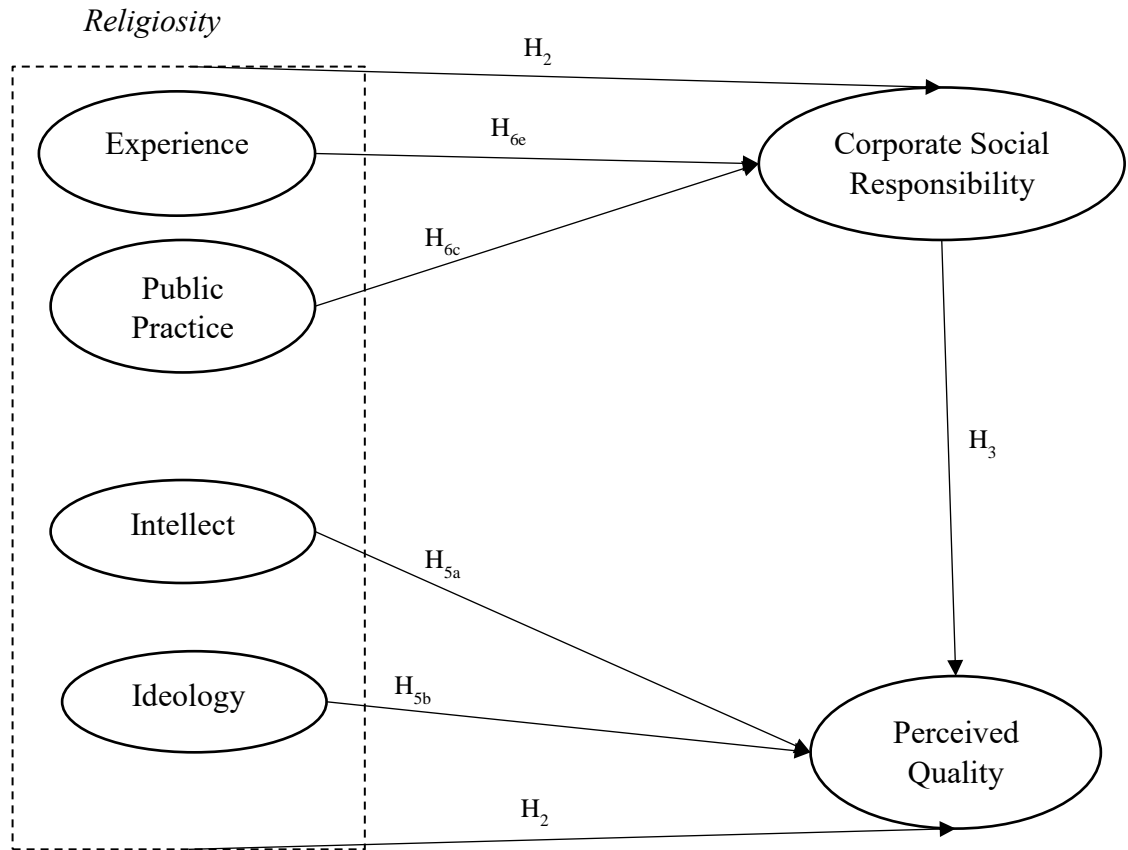 Religiosity
H2
Experience
H6e
Corporate Social
Responsibility
H6c
Public
Practice
H3
Intellect
H5a
Ideology
H5b
Perceived
Quality
H2